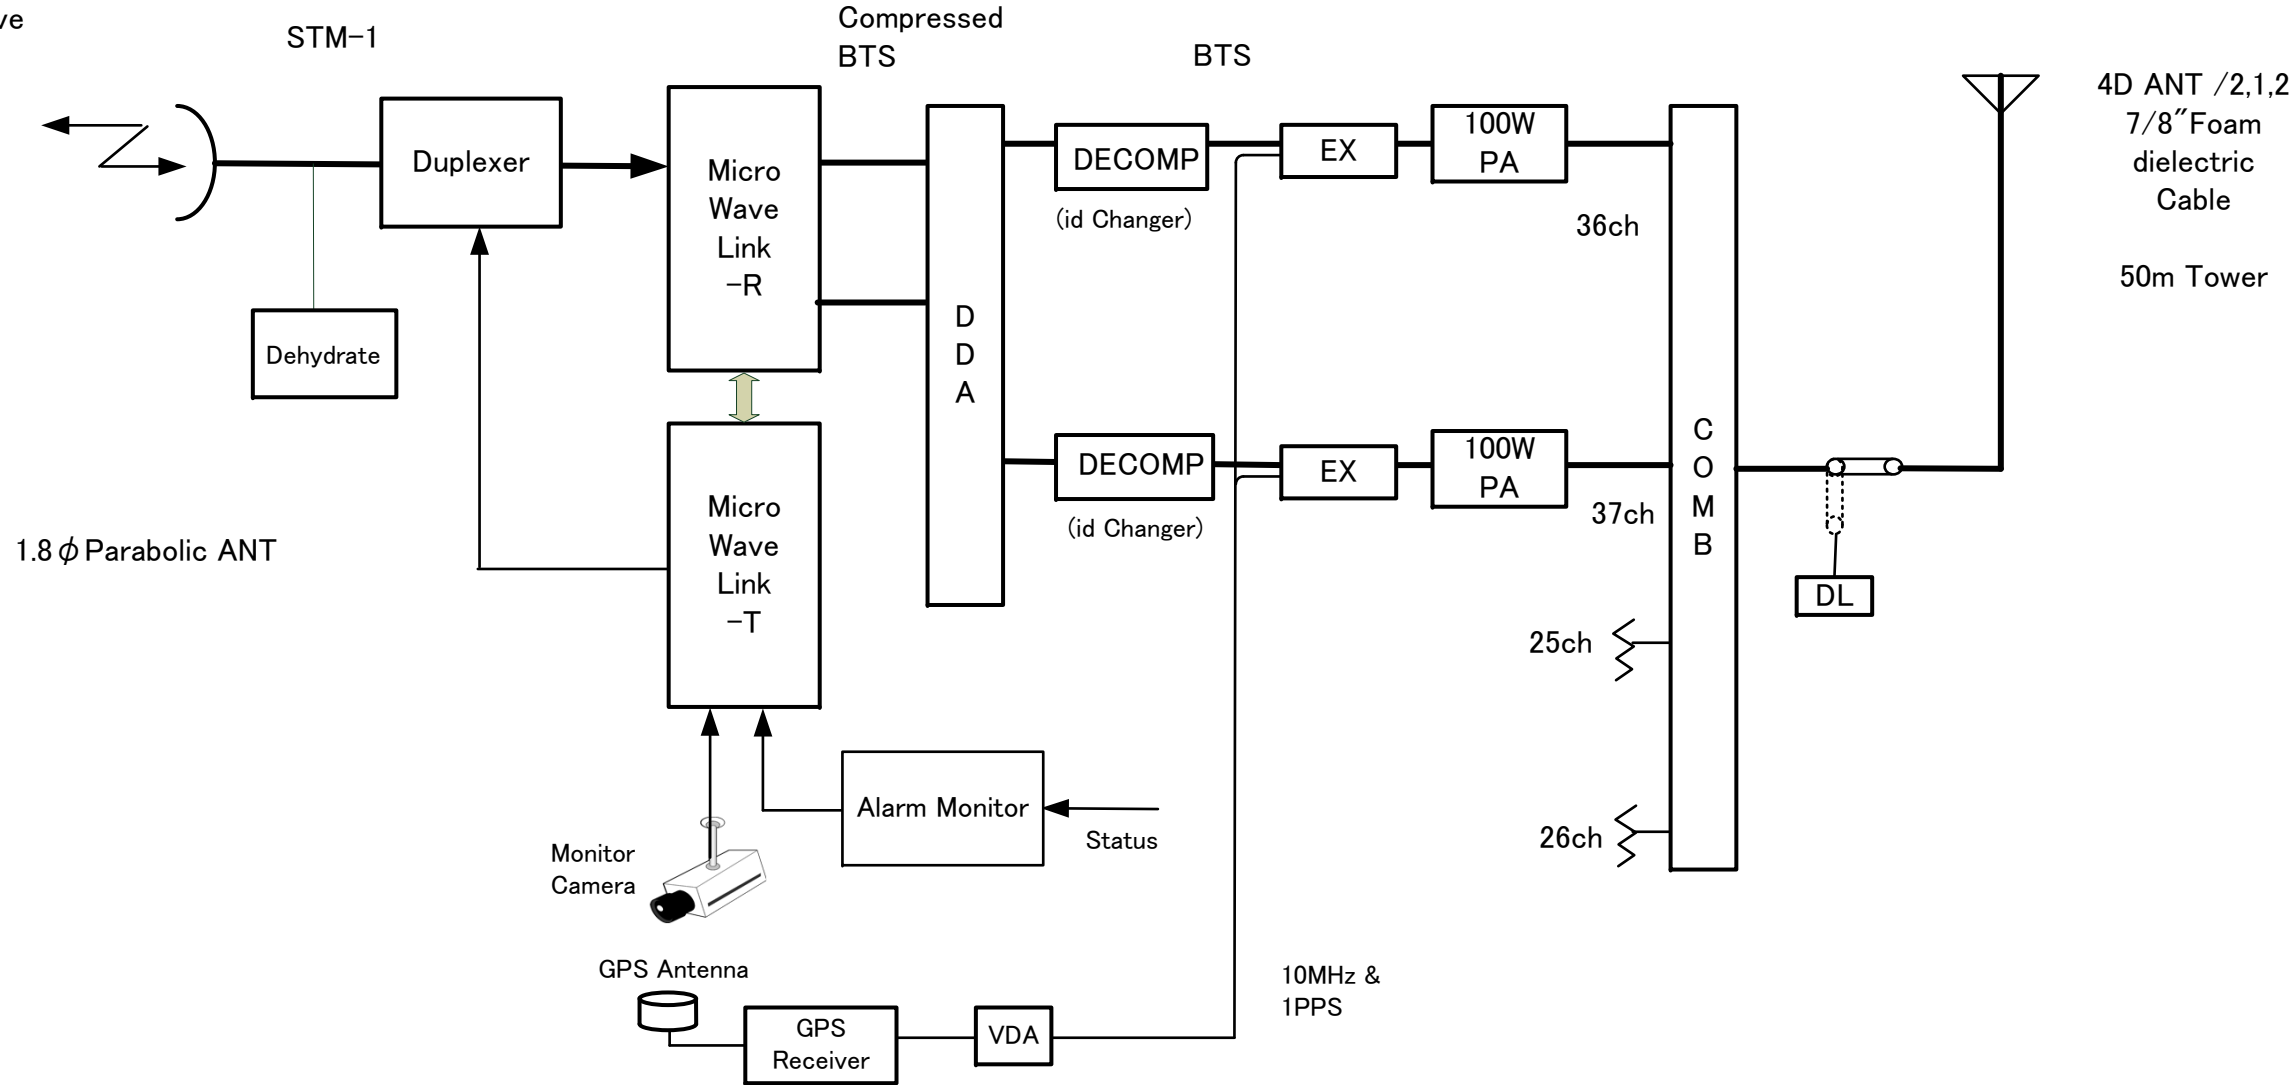 ve
STM-1
Compressed
BTS
BTS
4D ANT /2,1,2
7/8″Foam
dielectric
Cable
50m Tower
Duplexer
Micro
Wave
Link
-R
D
D
A
DECOMP
(id Changer)
EX
100W
PA
36ch
Dehydrate
DECOMP
(id Changer)
EX
100W
PA
37ch
C
O
M
B
DL
1.8φParabolic ANT
Micro
Wave
Link
-T
25ch
26ch
Alarm Monitor
Status
Monitor
Camera
GPS Antenna
GPS
Receiver
VDA
10MHz &
1PPS